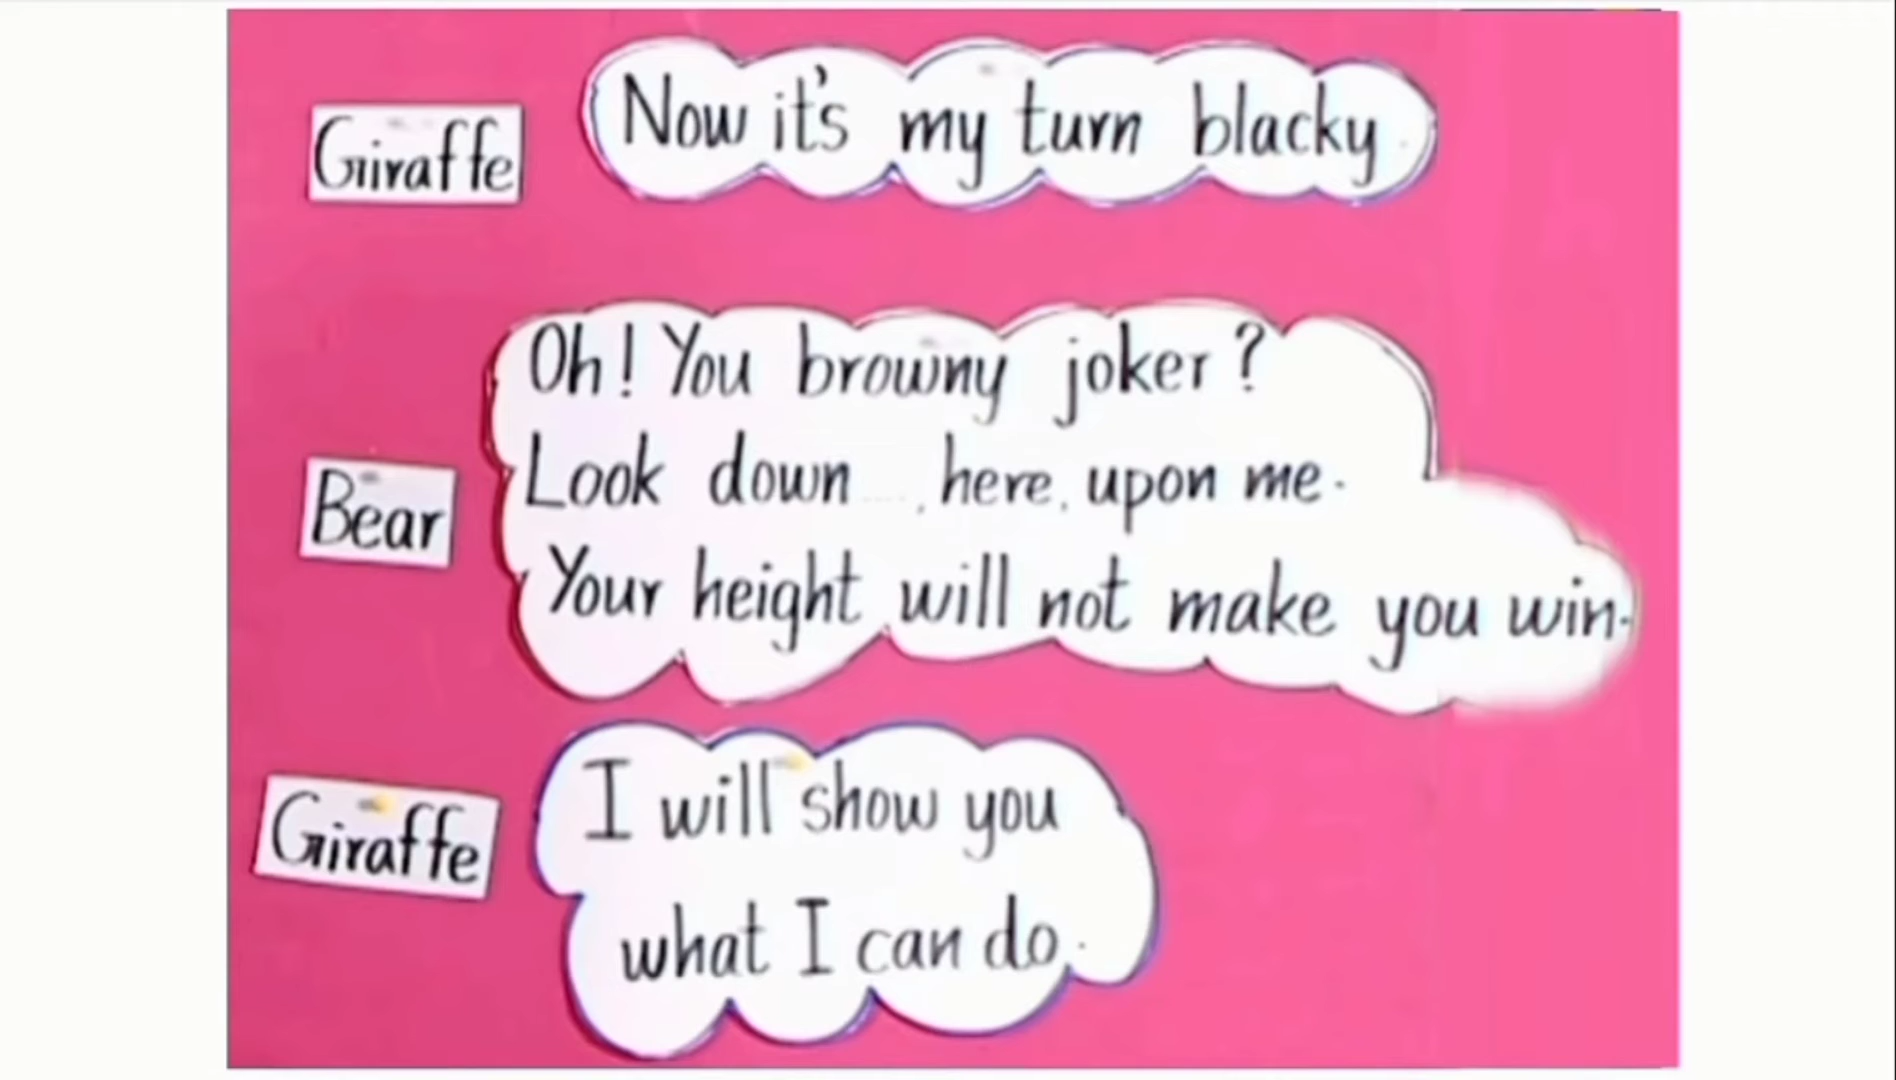 Giraffe
Now it's my turn blacky.
Bear
Oh! You browny joker?
Look down here, upon me.
Your height will not make you win.
Giraffe
I will show you
what I can do.